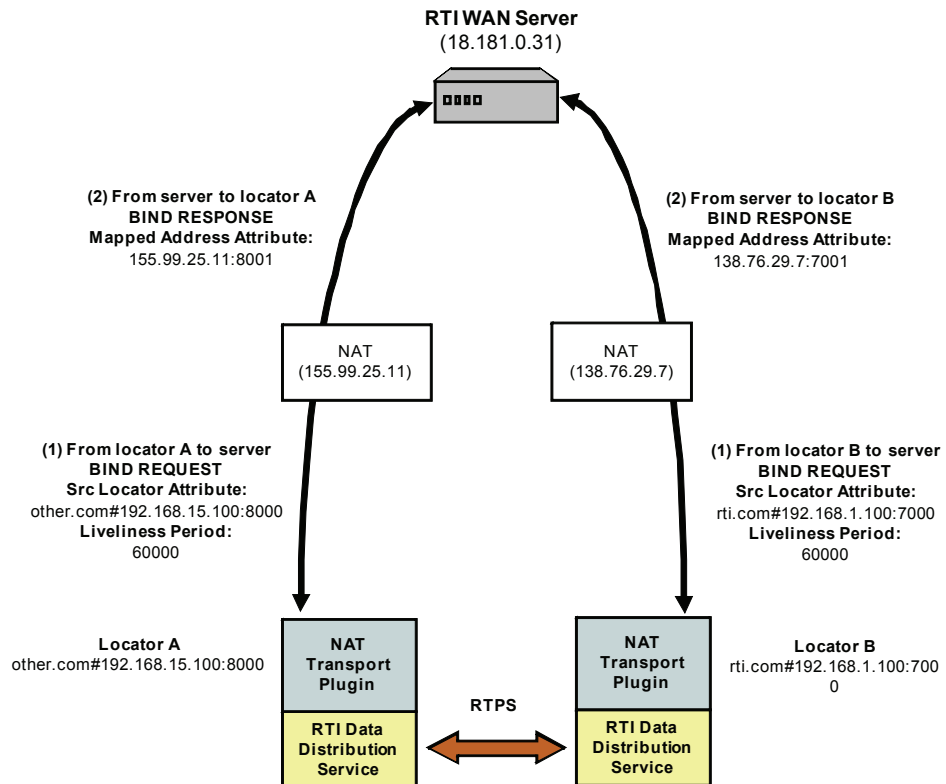 RTI WAN Server
(18.181.0.31)
(2) From server to locator A
BIND RESPONSE
Mapped Address Attribute:
155.99.25.11:8001
(2) From server to locator B
BIND RESPONSE
Mapped Address Attribute:
138.76.29.7:7001
NAT
(155.99.25.11)
NAT
(138.76.29.7)
(1) From locator A to server
BIND REQUEST
Src Locator Attribute:
other.com#192.168.15.100:8000
Liveliness Period:
60000
(1) From locator B to server
BIND REQUEST
Src Locator Attribute:
rti.com#192.168.1.100:7000
Liveliness Period:
60000
Locator A
other.com#192.168.15.100:8000
NAT
Transport
Plugin
RTI Data
Distribution
Service
RTPS
NAT
Transport
Plugin
RTI Data
Distribution
Service
Locator B
rti.com#192.168.1.100:700
0